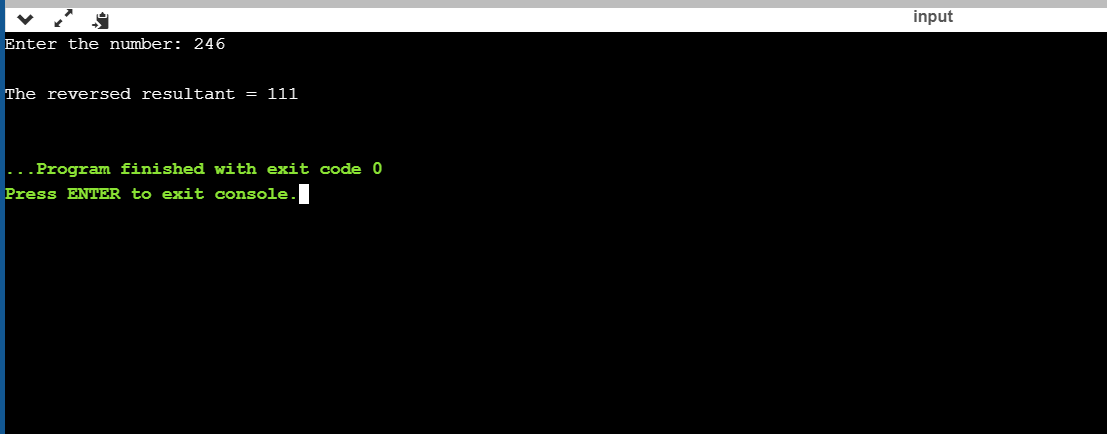 input
Enter the number: 246
The reversed resultant = 111
...Program finished with exit code 0
Press ENTER to exit console.